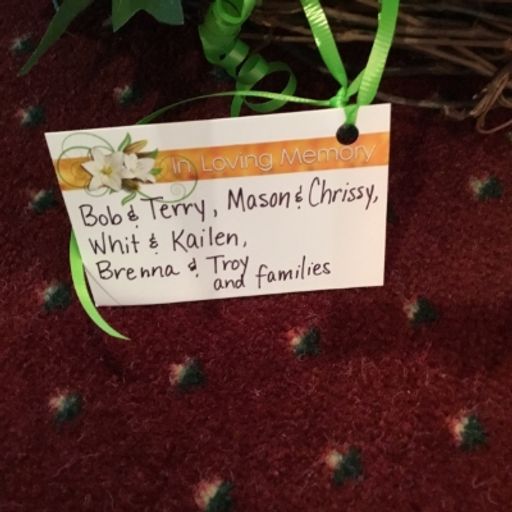 In Loving Memory
Bob & Terry, Mason & Chrissy,
Whit & Kailen,
Brenna & Troy
and families